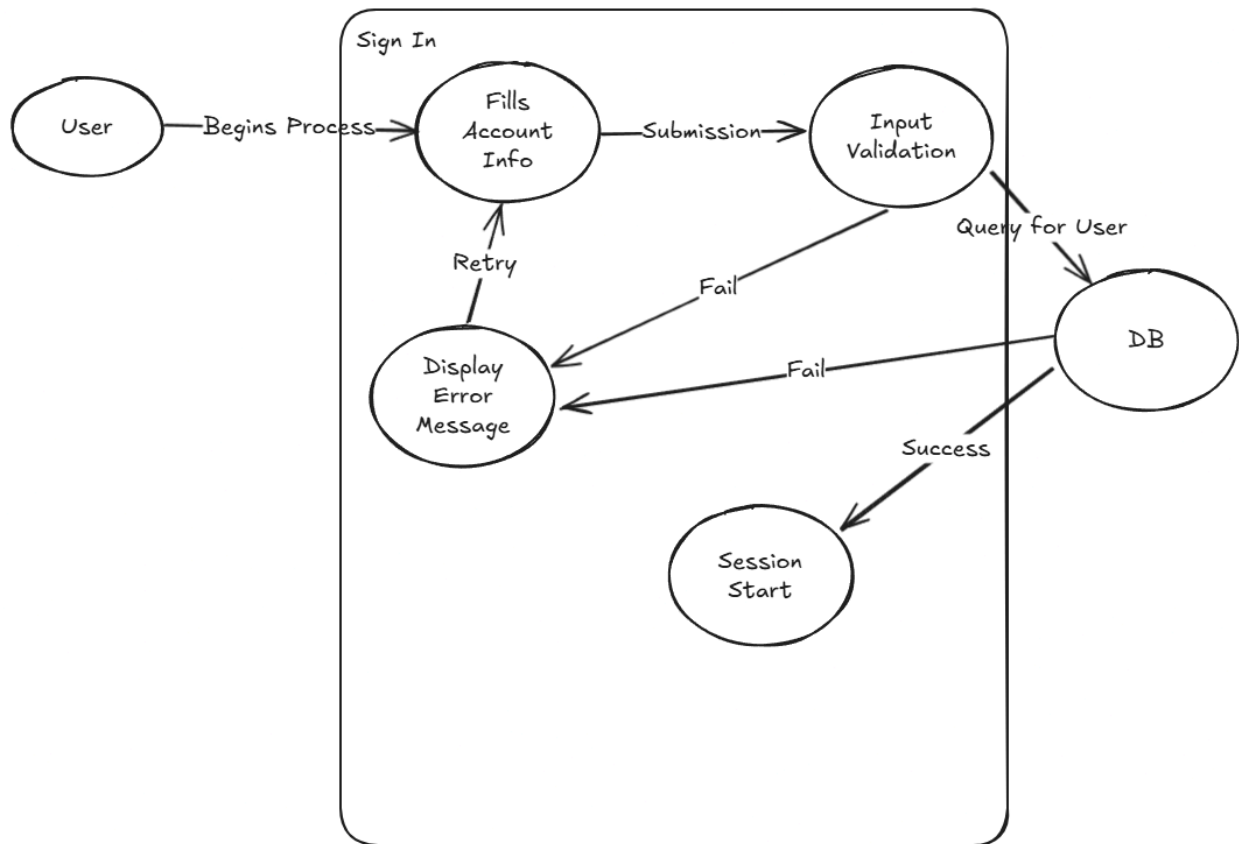 Sign In
User
Begins Process
Fills
Account
Info
Submission
Input
Validation
Query for User
Retry
Fail
DB
Display
Error
Message
Fail
Success
Session
Start